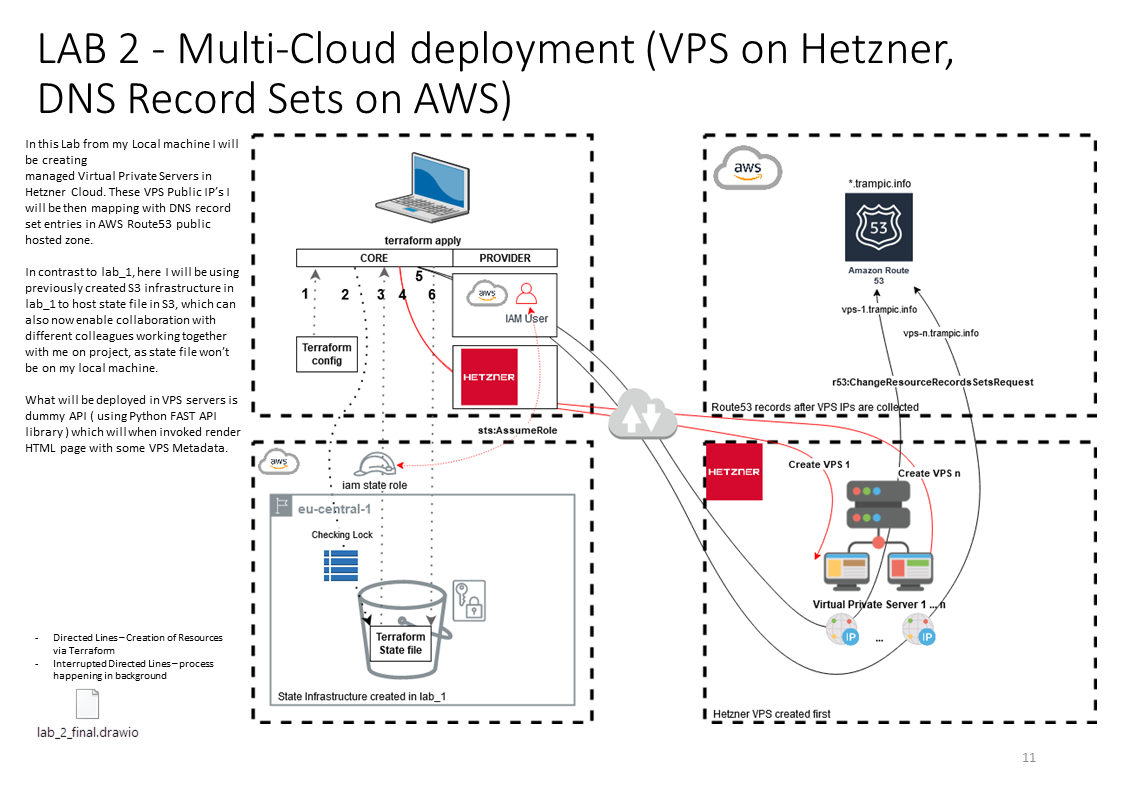 LAB 2 - Multi-Cloud deployment (VPS on Hetzner,
DNS Record Sets on AWS)
In this Lab from my Local machine I will
be creating
managed Virtual Private Servers in
Hetzner Cloud. These VPS Public IP's I
will be then mapping with DNS record
set entries in AWS Route53 public
hosted zone.
In contrast to lab_1, here I will be using
previously created S3 infrastructure in
lab_1 to host state file in S3, which can
also now enable collaboration with
different colleagues working together
with me on project, as state file won't
be on my local machine.
What will be deployed in VPS servers is
dummy API ( using Python FAST API
library ) which will when invoked render
HTML page with some VPS Metadata.
- Directed Lines – Creation of Resources
via Terraform
- Interrupted Directed Lines – process
happening in background
lab_2_final.drawio
terraform apply
CORE
PROVIDER
1
2
3
4
5
6
aws
IAM User
Terraform
config
HETZNER
sts:AssumeRole
aws
iam state role
eu-central-1
Checking Lock
Terraform
State file
State Infrastructure created in lab_1
aws
*.trampic.info
53
Amazon Route
53
vps-1.trampic.info
vps-n.trampic.info
r53:ChangeResourceRecordsSetsRequest
Route53 records after VPS IPs are collected
HETZNER
Create VPS 1
Create VPS n
Virtual Private Server 1 ... n
IP
...
IP
Hetzner VPS created first
11